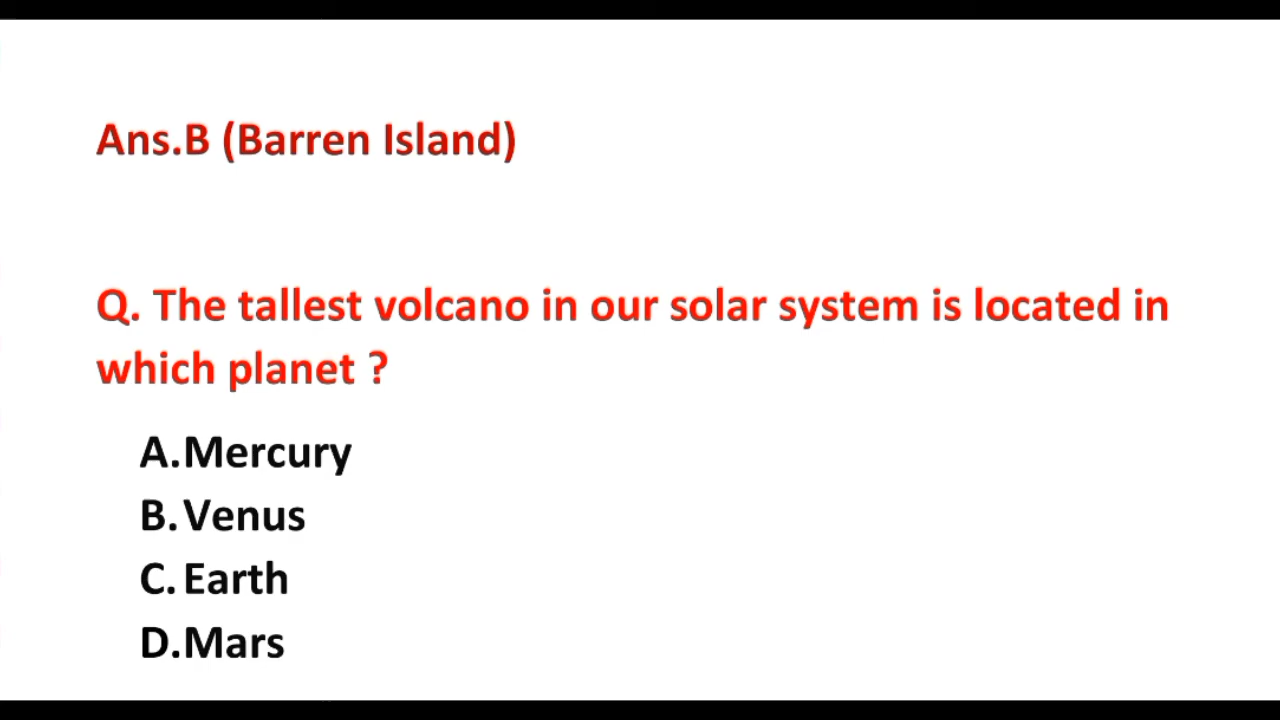 Ans.B (Barren Island)
Q. The tallest volcano in our solar system is located in
which planet ?
A.Mercury
B.Venus
C.Earth
D.Mars